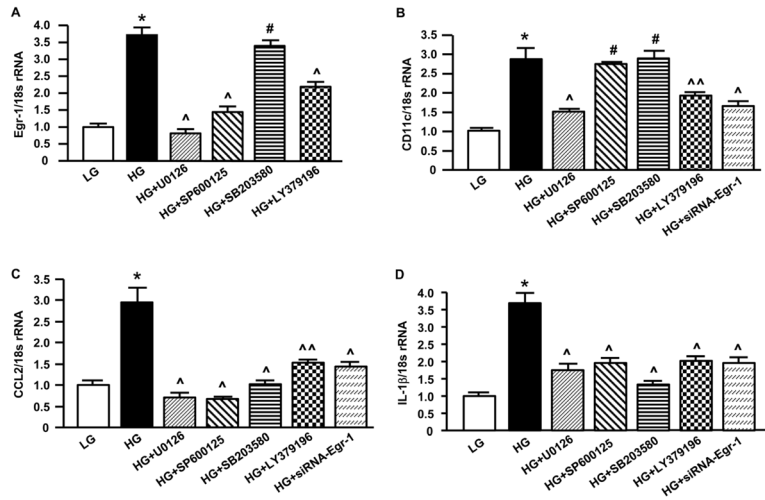 A
Egr-1/18s rRNA
4.0
3.5
3.0
2.5
2.0
1.5
1.0
0.5
0
*
^
^
#
^
LG
HG
HG+U0126
HG+SP600125
HG+SB203580
HG+LY379196
B
CD11c/18s rRNA
3.5
3.0
2.5
2.0
1.5
1.0
0.5
0
*
^
#
#
^^
^
LG
HG
HG+U0126
HG+SP600125
HG+SB203580
HG+LY379196
HG+siRNA-Egr-1
C
CCL2/18s rRNA
3.5
3.0
2.5
2.0
1.5
1.0
0.5
0
*
^
^
^
^^
^
LG
HG
HG+U0126
HG+SP600125
HG+SB203580
HG+LY379196
HG+siRNA-Egr-1
D
IL-1β/18s rRNA
4.0
3.5
3.0
2.5
2.0
1.5
1.0
0.5
0
*
^
^
^
^
^
LG
HG
HG+U0126
HG+SP600125
HG+SB203580
HG+LY379196
HG+siRNA-Egr-1